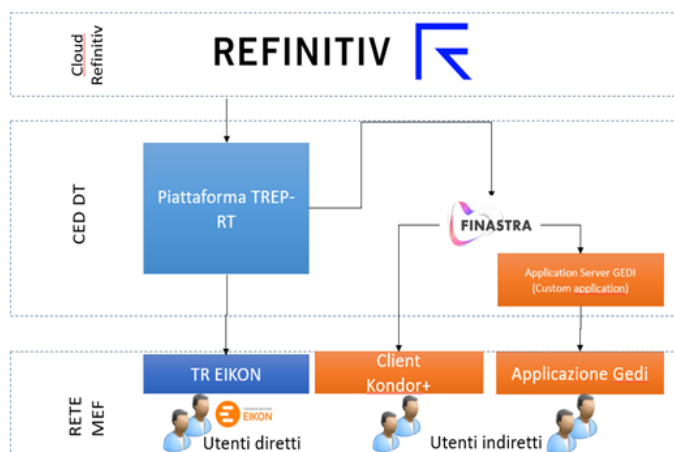 Cloud
Refinitiv
REFINITIV
CED DT
Piattaforma TREP-
RT
FINASTRA
Application Server GEDI
(Custom application)
RETE
MEF
TR EIKON
Client
Kondor+
Applicazione Gedi
EIKON
Utenti diretti
Utenti indiretti